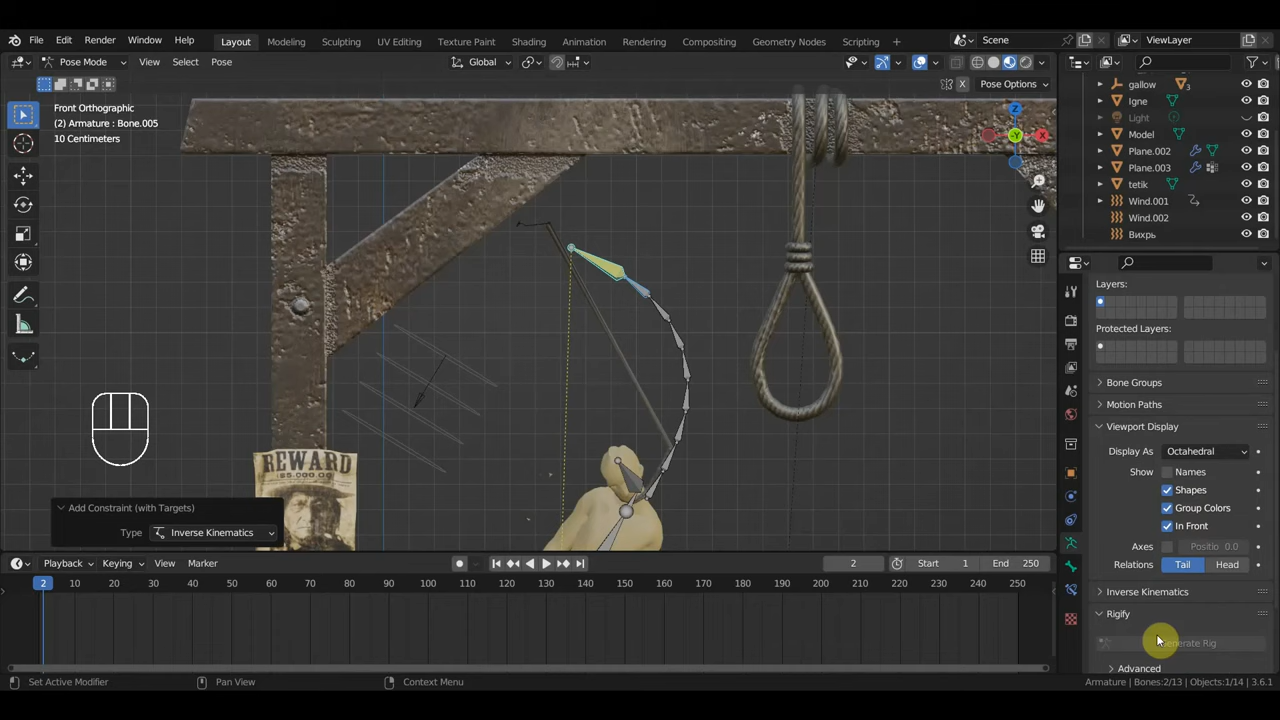 File Edit Render Window Help Layout Modeling Sculpting UV Editing Texture Paint Shading Animation Rendering Compositing Geometry Nodes Scripting + Scene ViewLayer
Pose Mode View Select Pose Global
X Pose Options
Front Orthographic
(2) Armature : Bone.005
10 Centimeters
Z
-Y
X
gallow 3
Igne
Light
Model
Plane.002
Plane.003
tetik
Wind.001
Wind.002
Вихрь
Layers:
Protected Layers:
Bone Groups
Motion Paths
Viewport Display
Display As Octahedral
Show Names
Shapes
Group Colors
In Front
Axes Positio 0.0
Relations Tail Head
Inverse Kinematics
Rigify
Generate Rig
Advanced
REWARD
Add Constraint (with Targets)
Type Inverse Kinematics
Playback Keying View Marker 2 Start 1 End 250
2 10 20 30 40 50 60 70 80 90 100 110 120 130 140 150 160 170 180 190 200 210 220 230 240 250
Set Active Modifier Pan View Context Menu Armature | Bones:2/13 | Objects:1/14 | 3.6.1